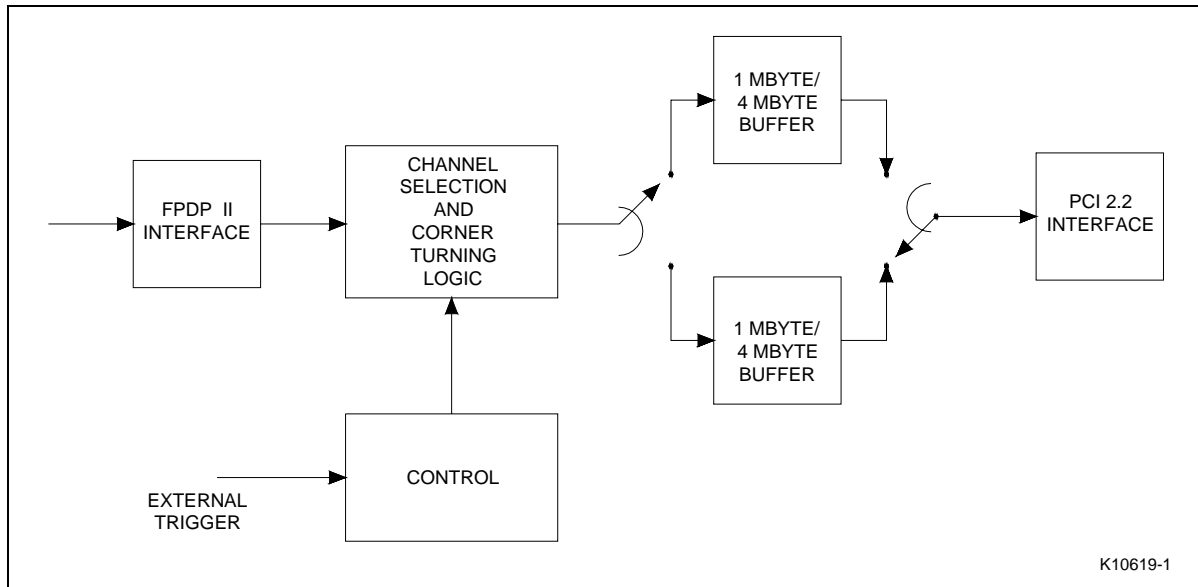 FPDP II
INTERFACE
CHANNEL
SELECTION
AND
CORNER
TURNING
LOGIC
1 MBYTE/
4 MBYTE
BUFFER
1 MBYTE/
4 MBYTE
BUFFER
PCI 2.2
INTERFACE
CONTROL
EXTERNAL
TRIGGER
K10619-1